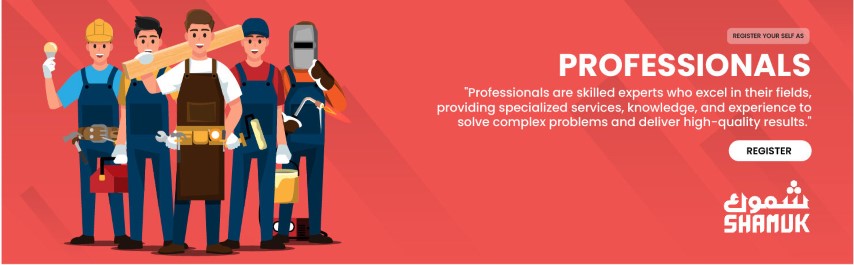 REGISTER YOUR SELF AS
PROFESSIONALS
"Professionals are skilled experts who excel in their fields,
providing specialized services, knowledge, and experience to
solve complex problems and deliver high-quality results."
REGISTER
شموك
SHAMUK